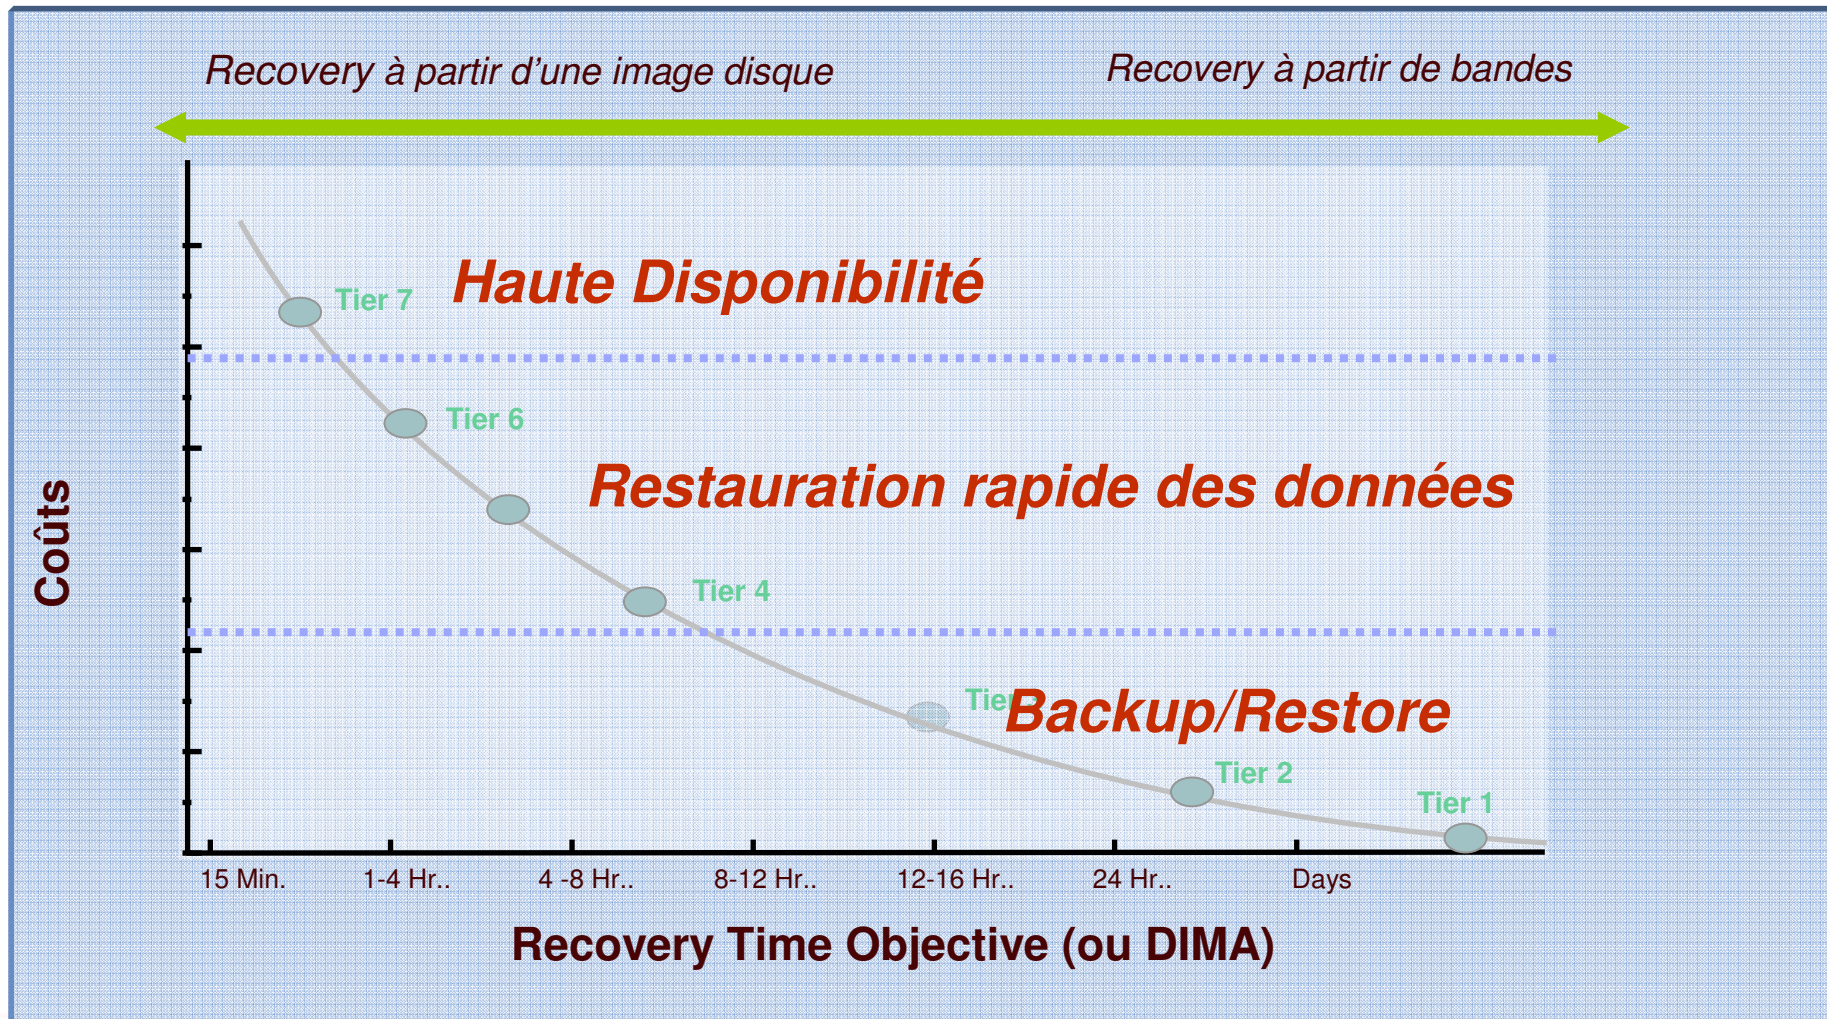 Recovery à partir d'une image disque
Recovery à partir de bandes
Tier 7
Haute Disponibilité
Tier 6
Restauration rapide des données
Coûts
Tier 4
Tier
Backup/Restore
Tier 2
Tier 1
15 Min.
1-4 Hr..
4 -8 Hr..
8-12 Hr..
12-16 Hr..
24 Hr..
Days
Recovery Time Objective (ou DIMA)